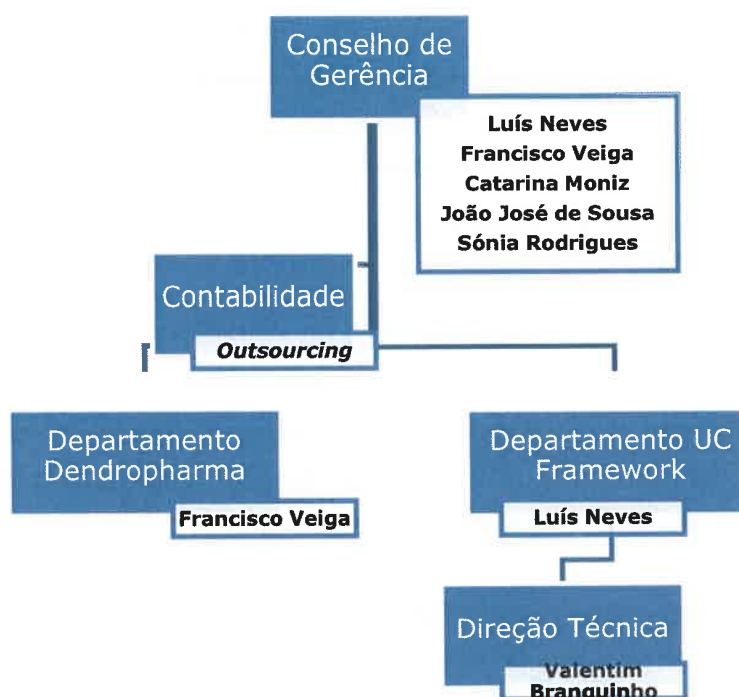 Conselho de
Gerência
Luís Neves
Francisco Veiga
Catarina Moniz
João José de Sousa
Sónia Rodrigues
Contabilidade
Outsourcing
Departamento
Dendropharma
Francisco Veiga
Departamento UC
Framework
Luís Neves
Direção Técnica
Valentim
Branquinho